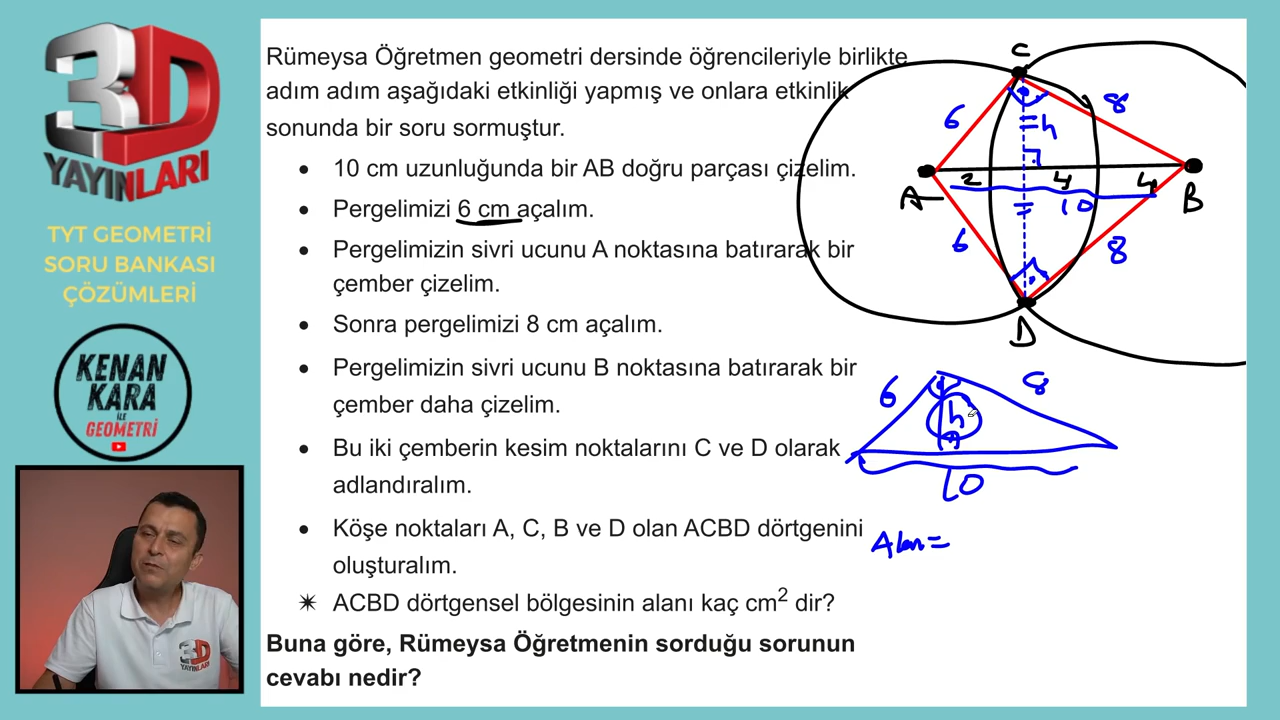 3D
YAYINLARI
TYT GEOMETRİ
SORU BANKASI
ÇÖZÜMLERİ
KENAN
KARA
İLE
GEOMETRİ
3D
YAYINLARI
Rümeysa Öğretmen geometri dersinde öğrencileriyle birlikte
adım adım aşağıdaki etkinliği yapmış ve onlara etkinlik
sonunda bir soru sormuştur.
• 10 cm uzunluğunda bir AB doğru parçası çizelim.
• Pergelimizi 6 cm açalım.
• Pergelimizin sivri ucunu A noktasına batırarak bir
çember çizelim.
• Sonra pergelimizi 8 cm açalım.
• Pergelimizin sivri ucunu B noktasına batırarak bir
çember daha çizelim.
• Bu iki çemberin kesim noktalarını C ve D olarak
adlandıralım.
• Köşe noktaları A, C, B ve D olan ACBD dörtgenini
oluşturalım.
✳ ACBD dörtgensel bölgesinin alanı kaç cm² dir?
Buna göre, Rümeysa Öğretmenin sorduğu sorunun
cevabı nedir?
C
6 8
= h
A 2 4 4 B
10
=
6 8
D
6 8
h
10
Alan=